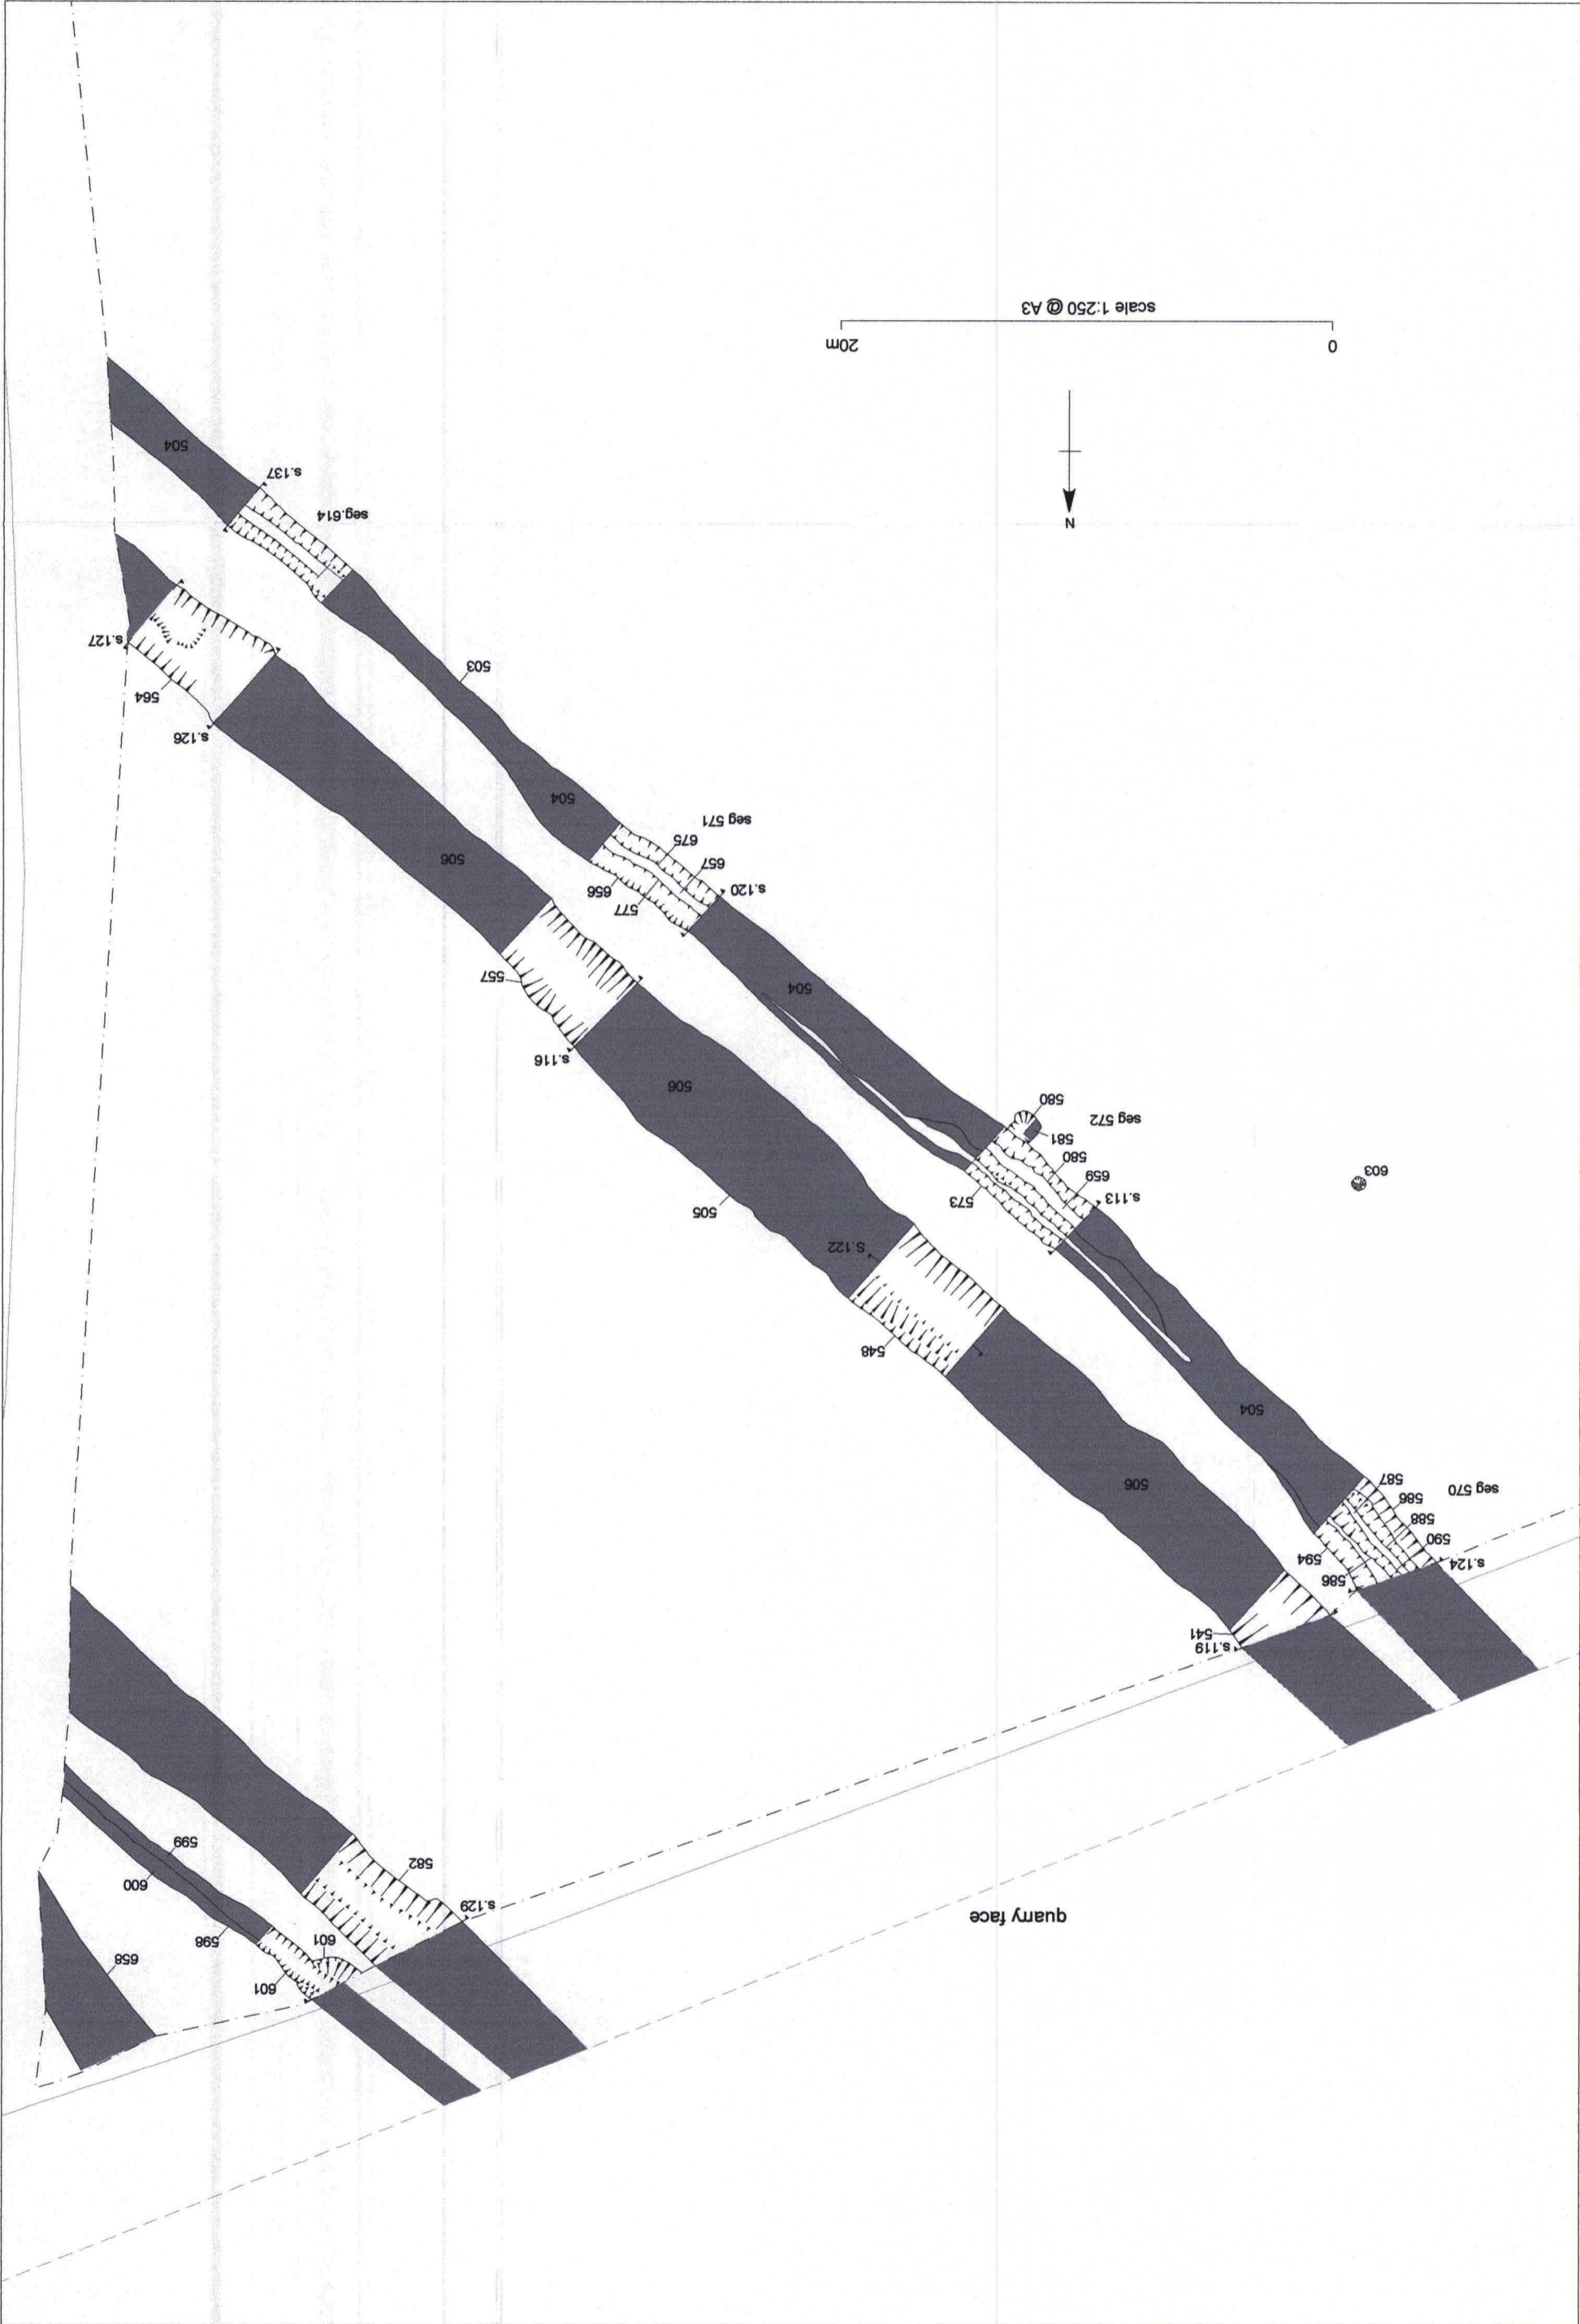 601
658
601
598
quarry face
s.129
600
582
599
s.119
541
586
s.124
594
590
588
586
seg 570
587
506
504
548
S.122
505
573
s.113
659
603
580
581
seg 572
580
506
s.116
504
557
577
656
s.120
657
675
seg 571
506
504
s.126
564
503
s.127
N
seg.614
s.137
504
0 20m
scale 1:250 @ A3